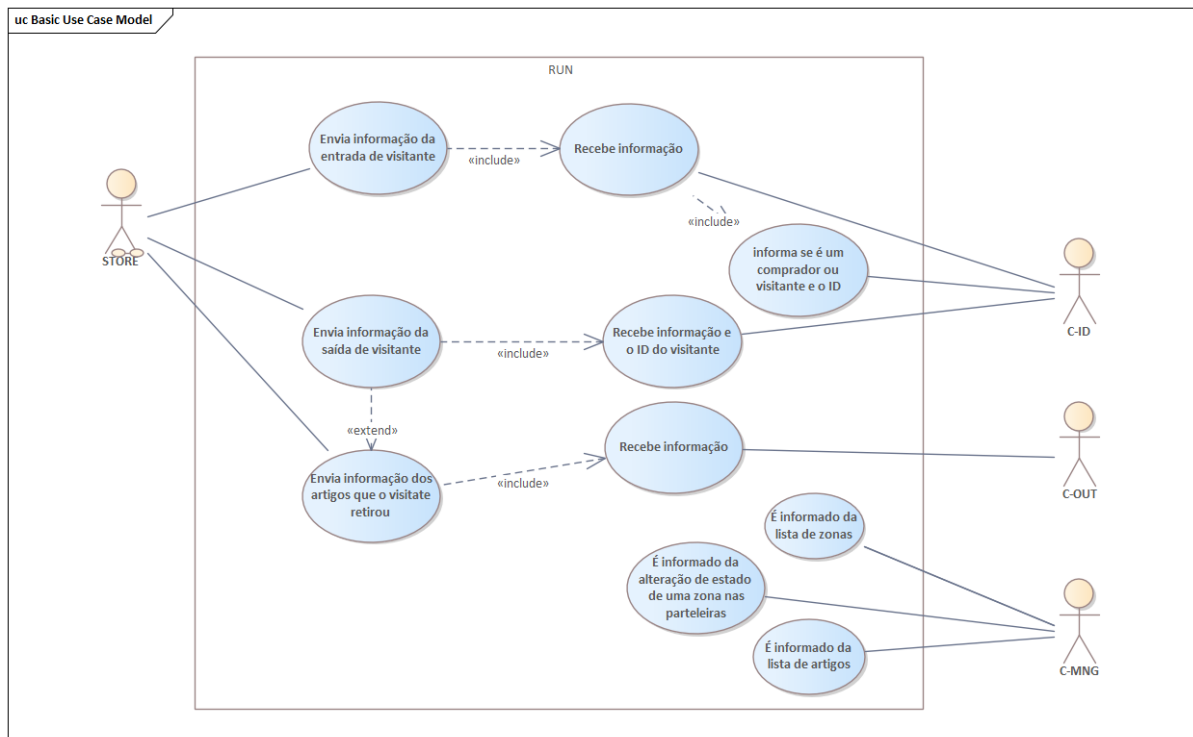 uc Basic Use Case Model
RUN
Envia informação da
entrada de visitante
«include»
Recebe informação
«include»
STORE
informa se é um
comprador ou
visitante e o ID
C-ID
Envia informação da
saída de visitante
«include»
Recebe informação e
o ID do visitante
«extend»
Envia informação dos
artigos que o visitate
retirou
«include»
Recebe informação
C-OUT
É informado da
lista de zonas
É informado da
alteração de estado
de uma zona nas
parteleiras
É informado da
lista de artigos
C-MNG